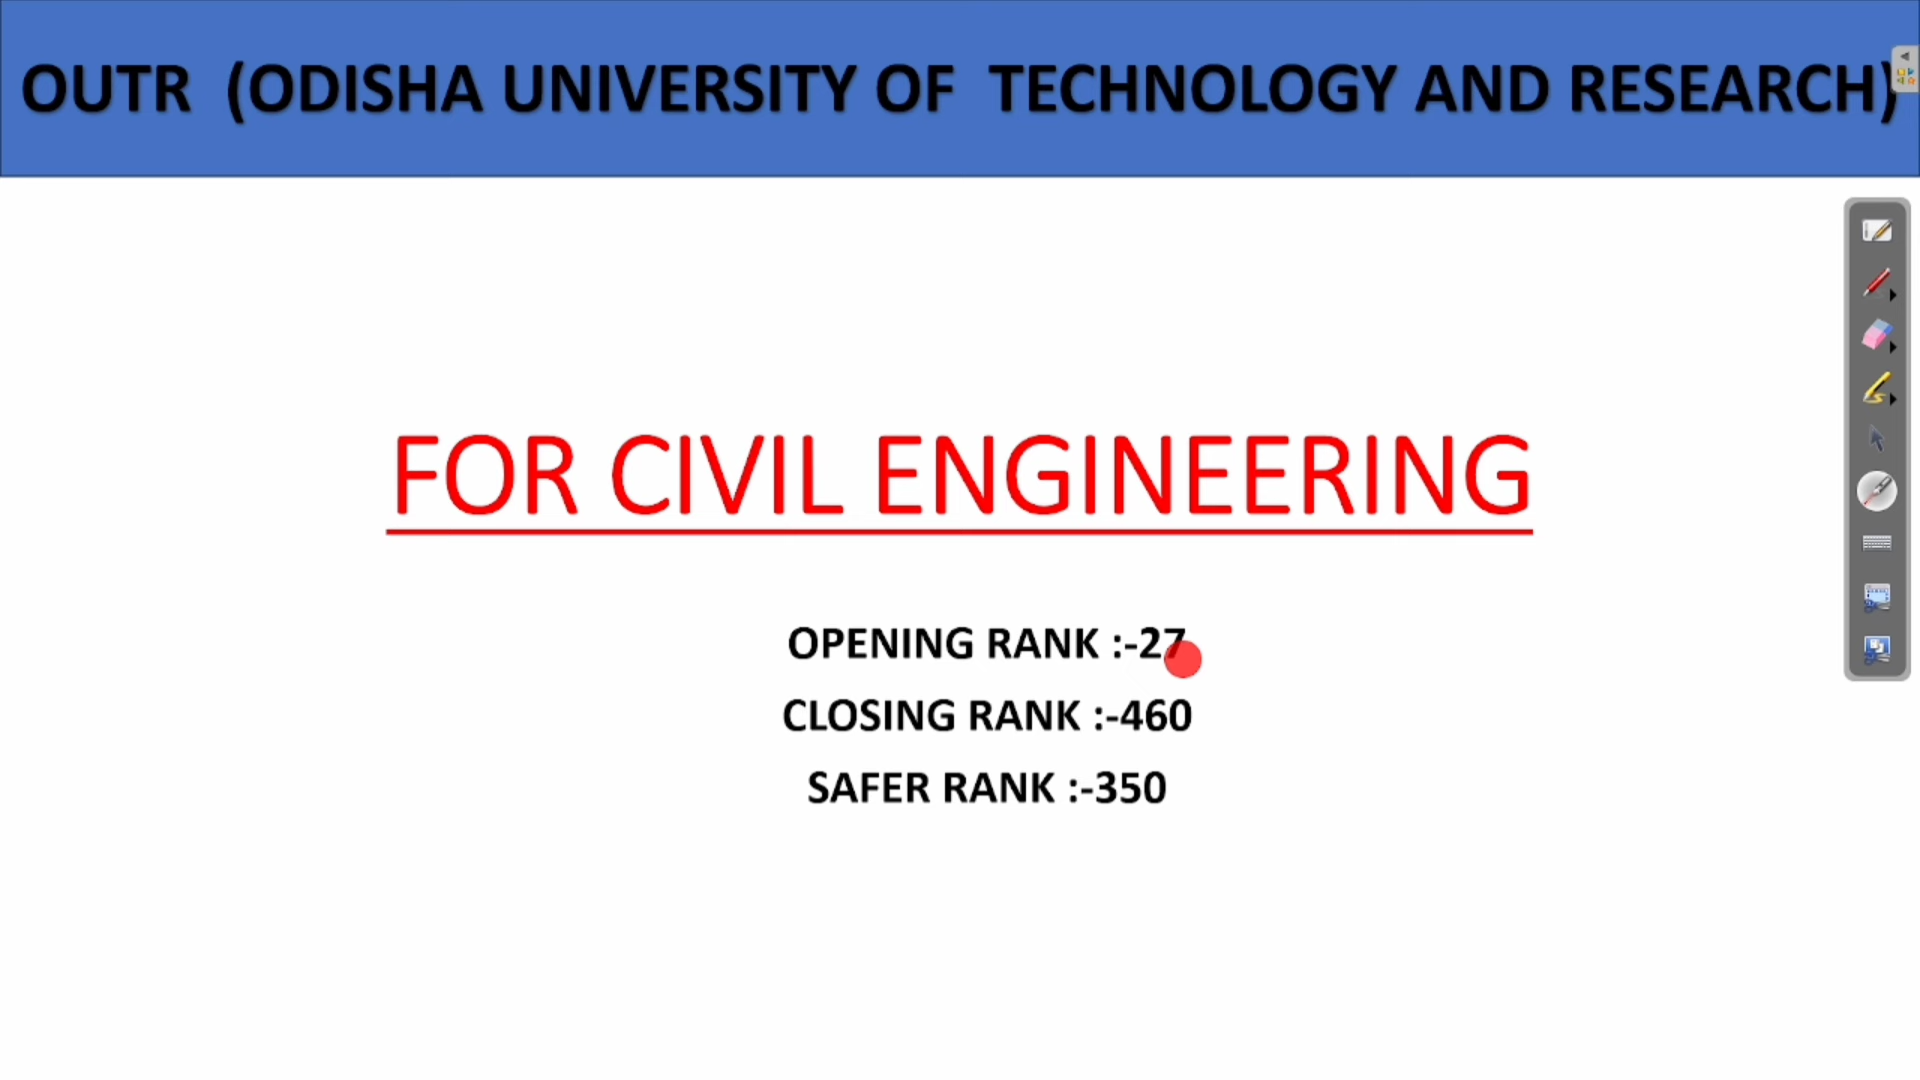 OUTR (ODISHA UNIVERSITY OF TECHNOLOGY AND RESEARCH)
FOR CIVIL ENGINEERING
OPENING RANK :-27
CLOSING RANK :-460
SAFER RANK :-350